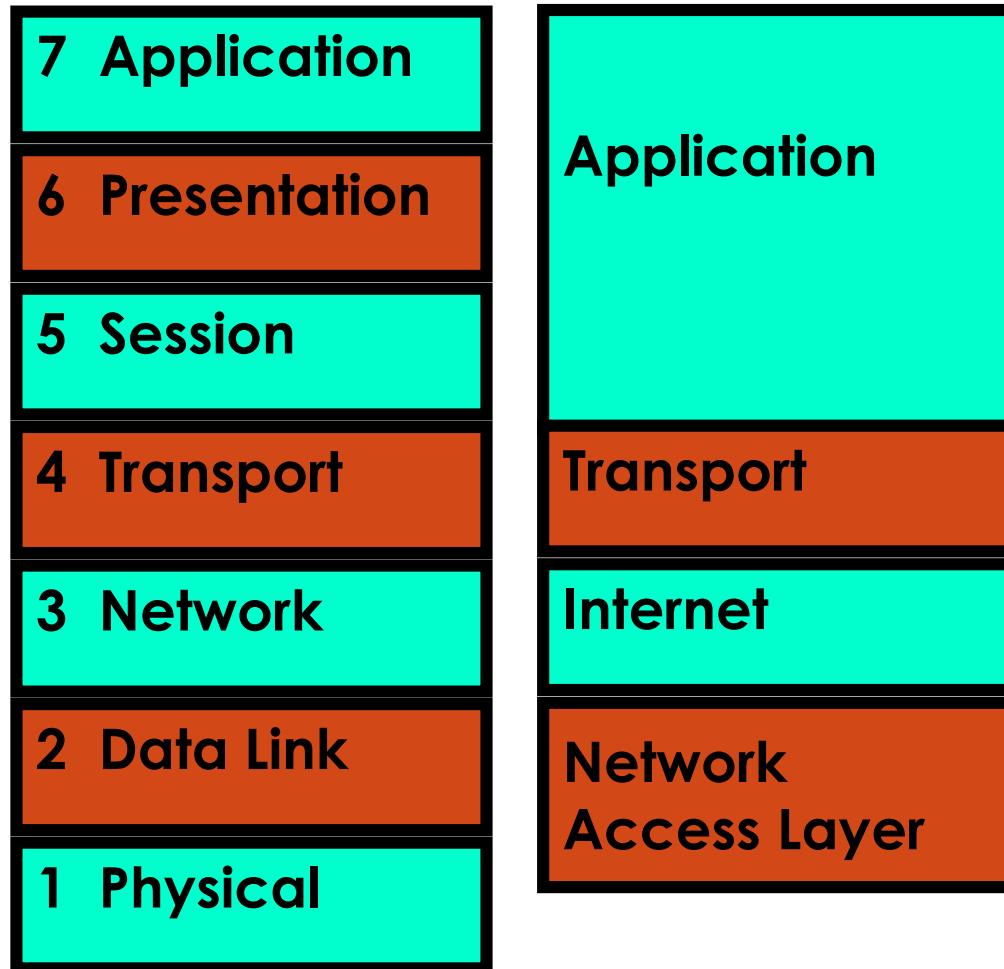 7 Application
6 Presentation
5 Session
4 Transport
3 Network
2 Data Link
1 Physical
Application
Transport
Internet
Network
Access Layer